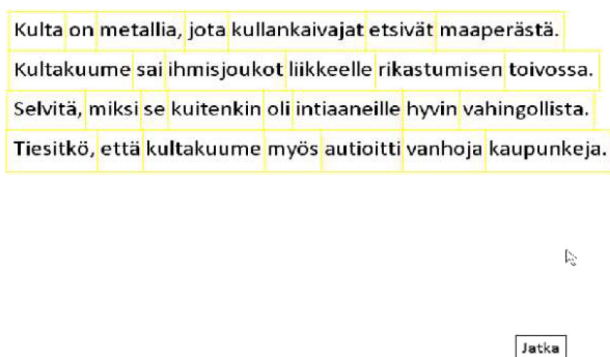 Kulta on metallia, jota kullankaivajat etsivät maaperästä.
Kultakuume sai ihmisjoukot liikkeelle rikastumisen toivossa.
Selvitä, miksi se kuitenkin oli intiaaneille hyvin vahingollista.
Tiesitkö, että kultakuume myös autioitti vanhoja kaupunkeja.
Jatka